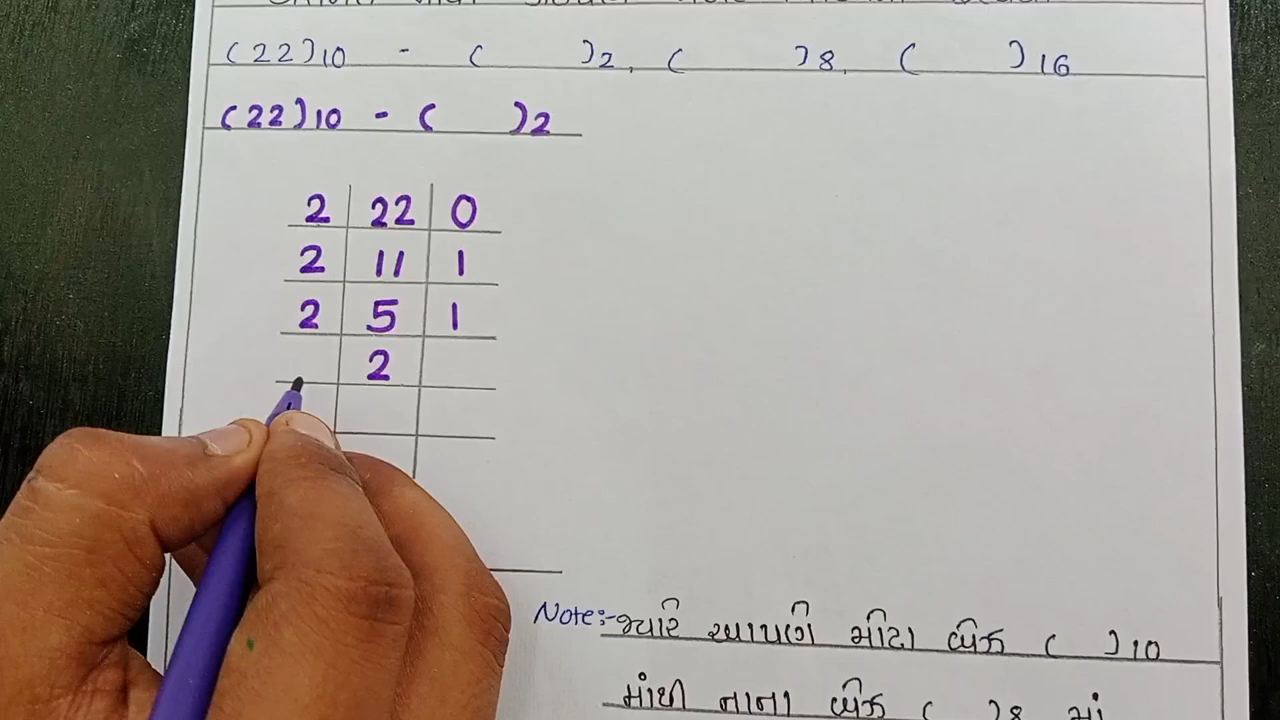 (22)10 - ( )2, ( )8, ( )16
(22)10 - ( )2
2 22 0
2 11 1
2 5 1
2
Note:- જ્યારે આપણે મોટા બેઝ ( )10
માંથી નાના બેઝ ( )8 માં